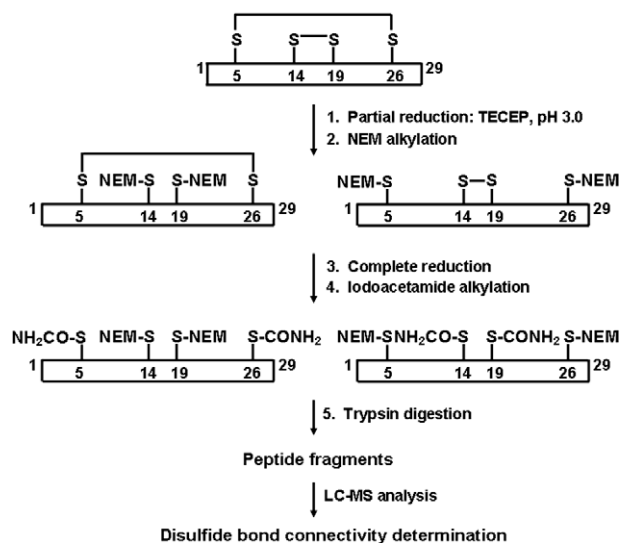 S S S S
1 5 14 19 26 29
1. Partial reduction: TECEP, pH 3.0
2. NEM alkylation
S NEM-S S-NEM S
1 5 14 19 26 29
NEM-S S-S S-NEM
1 5 14 19 26 29
3. Complete reduction
4. Iodoacetamide alkylation
NH₂CO-S NEM-S S-NEM S-CONH₂
1 5 14 19 26 29
NEM-S NH₂CO-S S-CONH₂ S-NEM
1 5 14 19 26 29
5. Trypsin digestion
Peptide fragments
LC-MS analysis
Disulfide bond connectivity determination